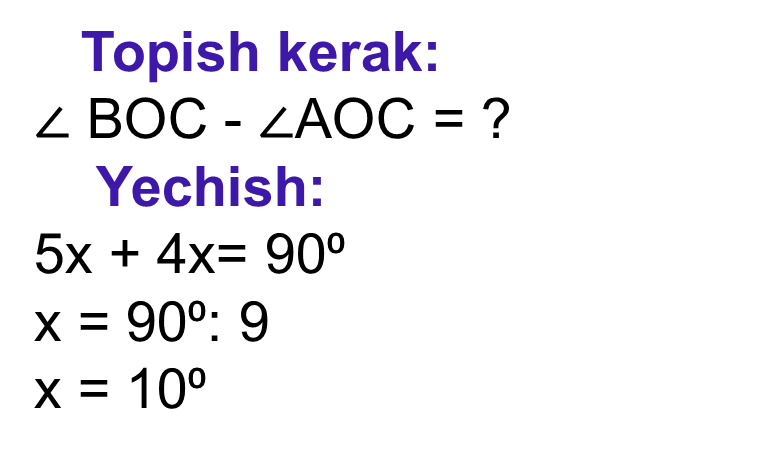 Topish kerak:
∠ BOC - ∠AOC = ?
Yechish:
5x + 4x= 90º
x = 90º: 9
x = 10º